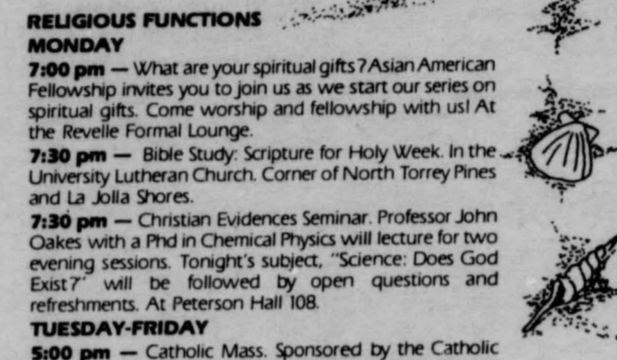 RELIGIOUS FUNCTIONS
MONDAY
7:00 pm — What are your spiritual gifts? Asian American
Fellowship invites you to join us as we start our series on
spiritual gifts. Come worship and fellowship with us! At
the Revelle Formal Lounge.
7:30 pm — Bible Study: Scripture for Holy Week. In the
University Lutheran Church. Corner of North Torrey Pines
and La Jolla Shores.
7:30 pm — Christian Evidences Seminar. Professor John
Oakes with a Phd in Chemical Physics will lecture for two
evening sessions. Tonight's subject, "Science: Does God
Exist?" will be followed by open questions and
refreshments. At Peterson Hall 108.
TUESDAY-FRIDAY
5:00 pm — Catholic Mass. Sponsored by the Catholic